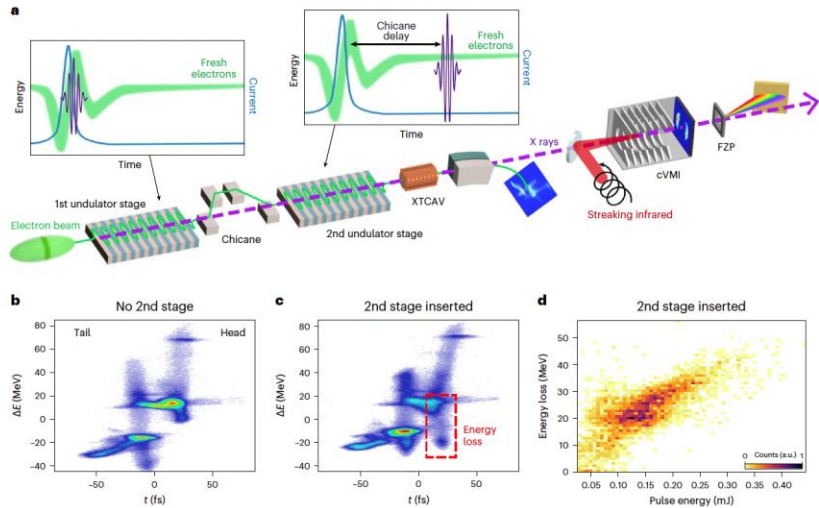 a
Chicane
delay
Fresh
electrons
Energy
Current
Time
Fresh
electrons
Energy
Current
Time
1st undulator stage
Electron beam
Chicane
2nd undulator stage
XTCAV
X rays
Streaking infrared
cVMI
FZP
b
No 2nd stage
Tail
Head
ΔE (MeV)
80
60
40
20
0
−20
−40
−50
0
50
t (fs)
c
2nd stage inserted
ΔE (MeV)
80
60
40
20
0
−20
−40
Energy
loss
−50
0
50
t (fs)
d
2nd stage inserted
Energy loss (MeV)
50
40
30
20
10
0
0 Counts (a.u.) 1
0.05 0.10 0.15 0.20 0.25 0.30 0.35 0.40
Pulse energy (mJ)